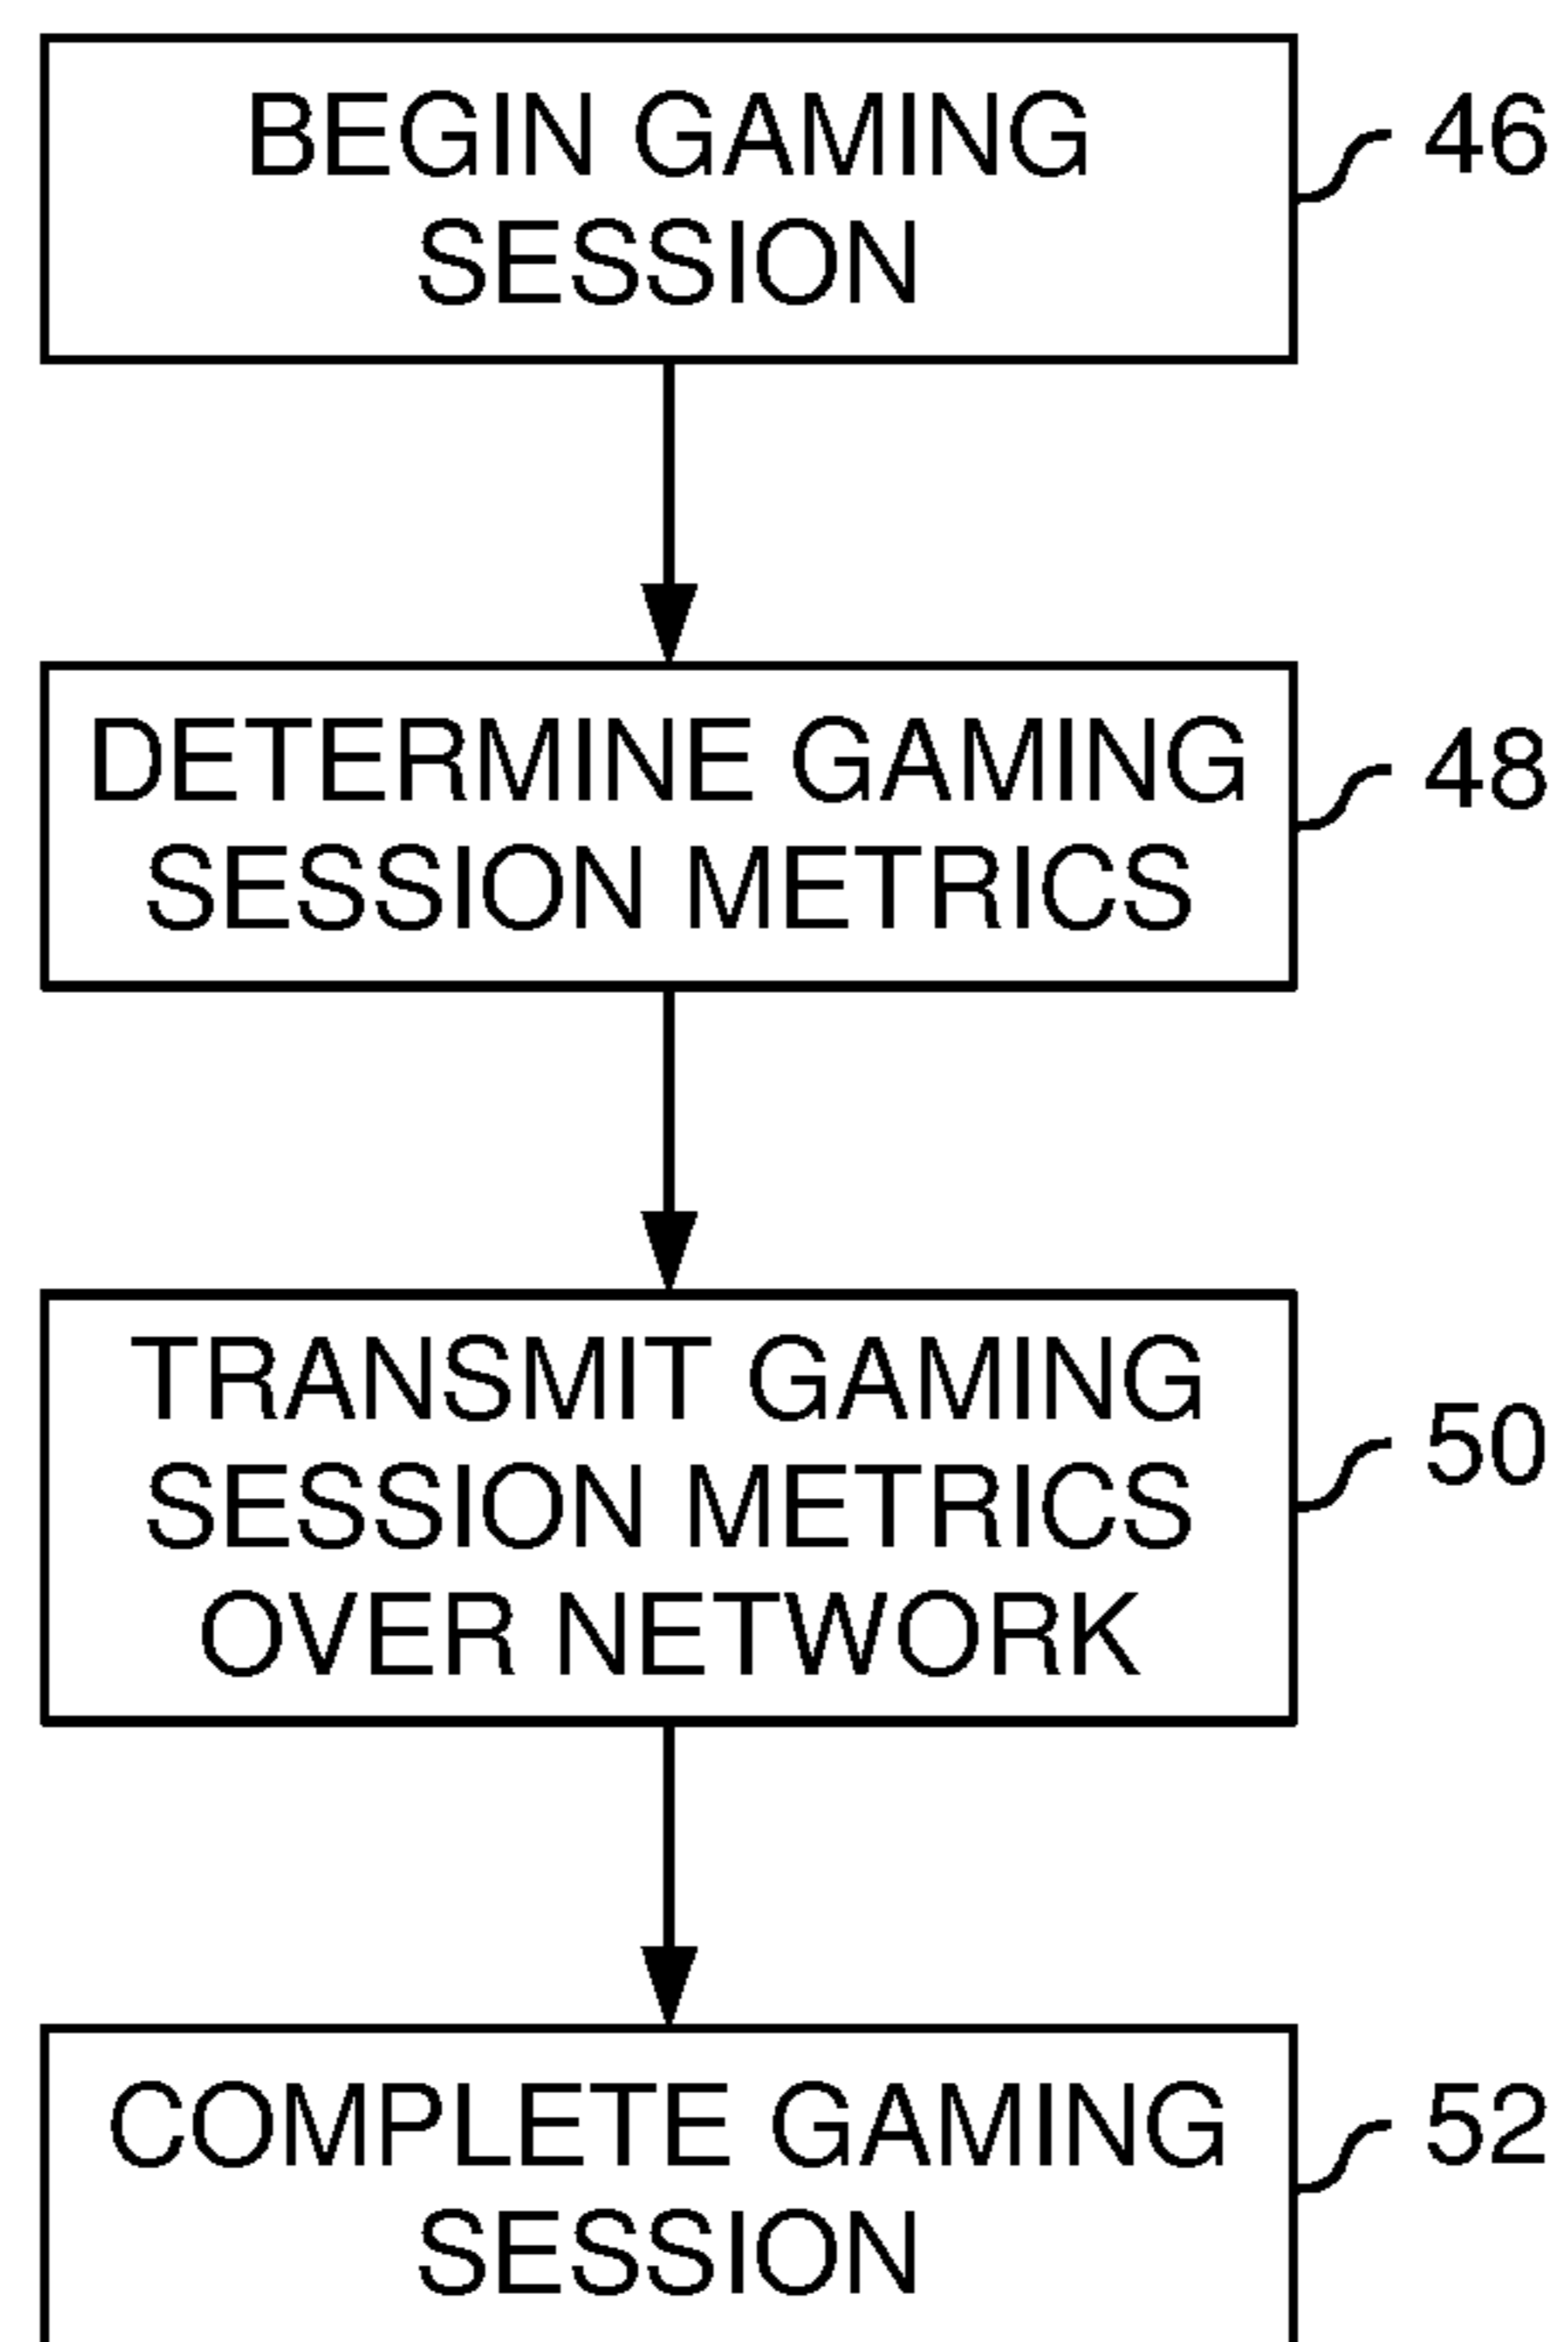 BEGIN GAMING
SESSION
46
DETERMINE GAMING
SESSION METRICS
48
TRANSMIT GAMING
SESSION METRICS
OVER NETWORK
50
COMPLETE GAMING
SESSION
52